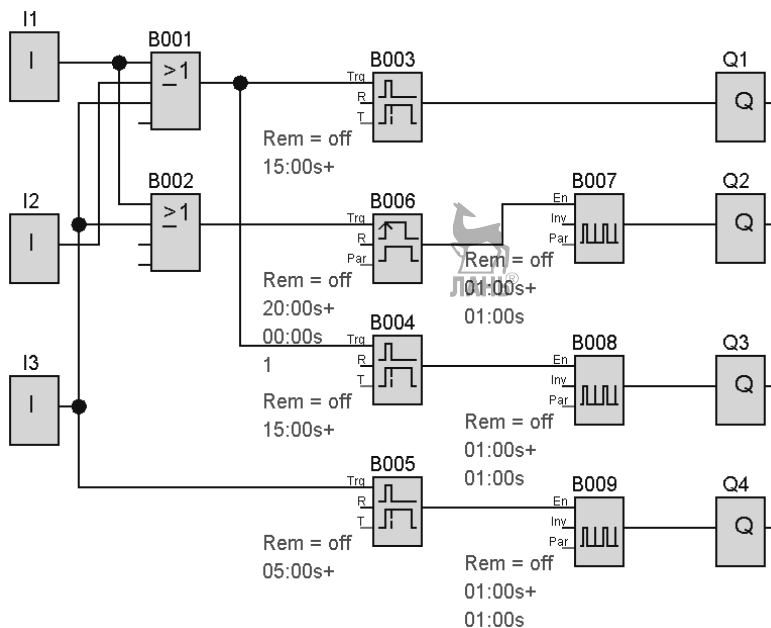 I1
I
B001
≥1
B003
Trg
R
T
Rem = off
15:00s+
Q1
Q
I2
I
B002
≥1
B006
Trg
R
Par
Rem = off
20:00s+
00:00s
1
B007
En
Inv
Par
Rem = off
01:00s+
01:00s
Q2
Q
ЛАНЬ®
B004
Trg
R
T
Rem = off
15:00s+
B008
En
Inv
Par
Rem = off
01:00s+
01:00s
Q3
Q
I3
I
B005
Trg
R
T
Rem = off
05:00s+
B009
En
Inv
Par
Rem = off
01:00s+
01:00s
Q4
Q